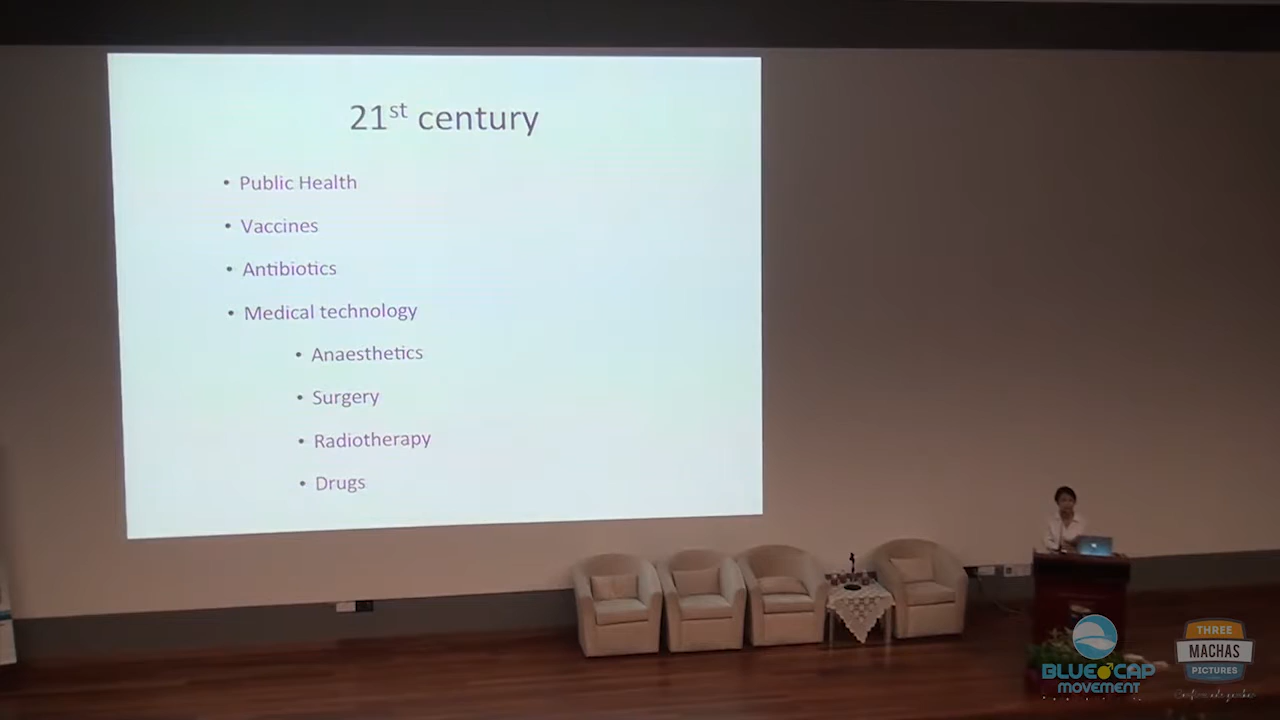 21st century
• Public Health
• Vaccines
• Antibiotics
• Medical technology
• Anaesthetics
• Surgery
• Radiotherapy
• Drugs
BLUE CAP
MOVEMENT
THREE
MACHAS
PICTURES